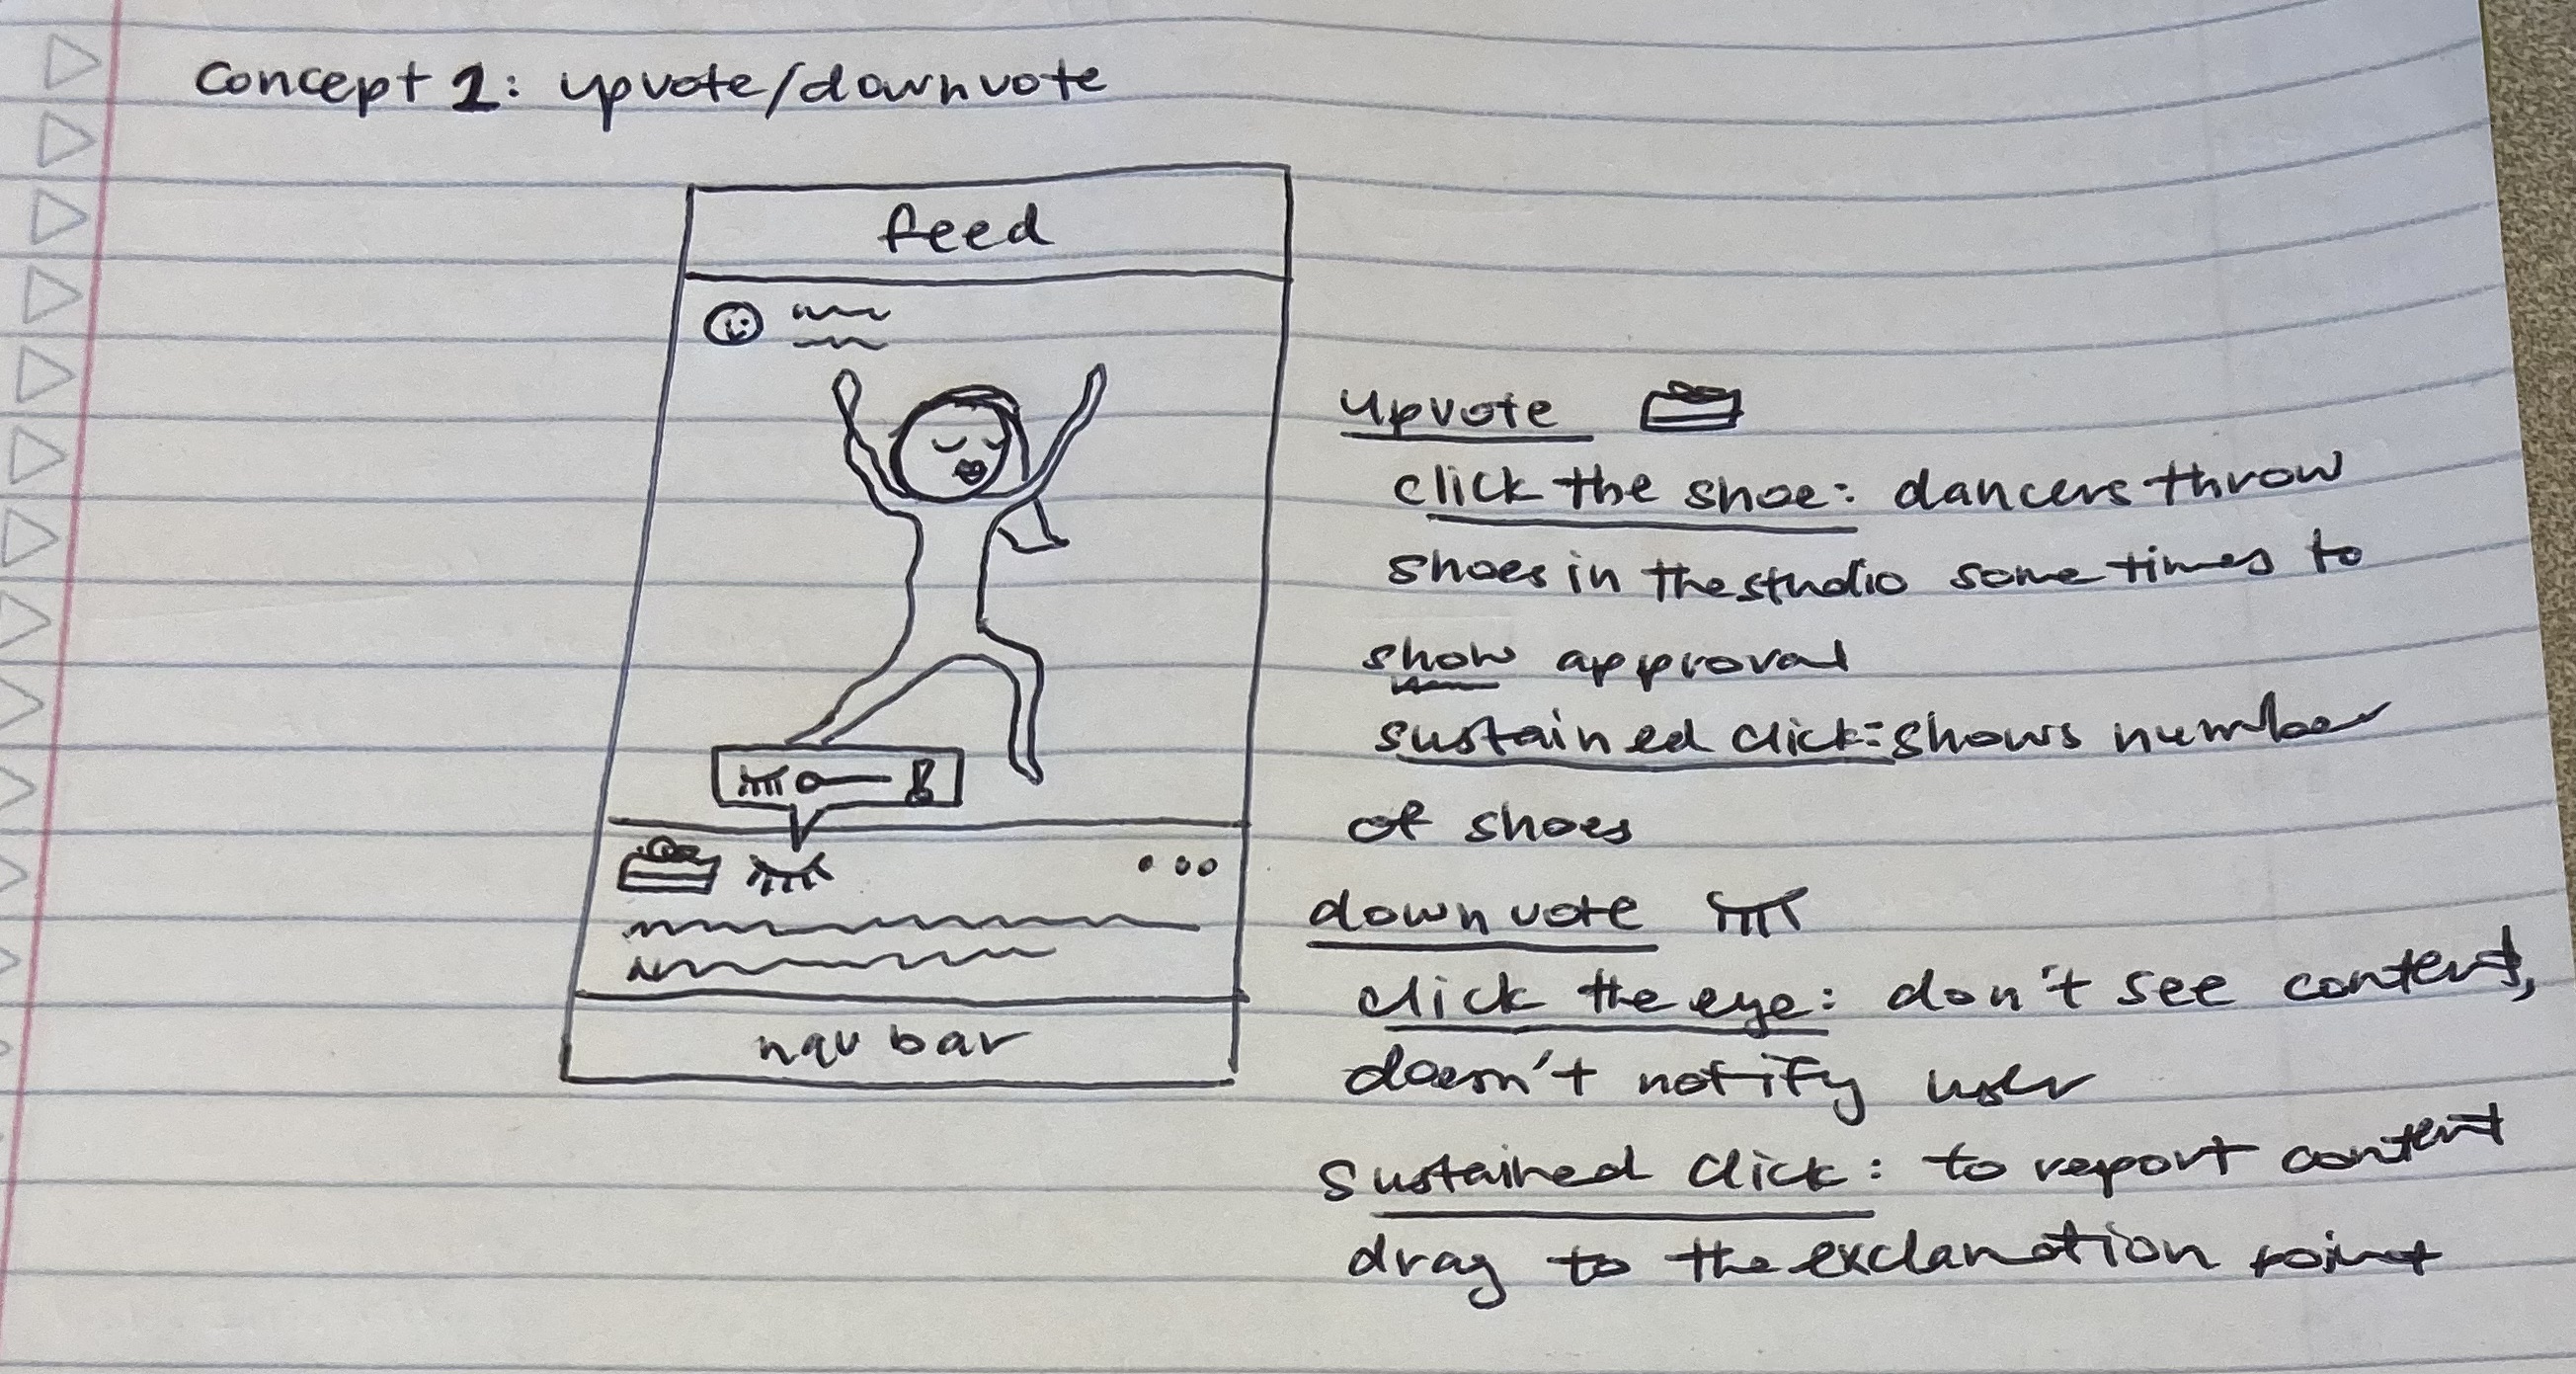 Concept 1: upvote/downvote
feed
upvote
click the shoe: dancers throw
shoes in the studio sometimes to
show approval
sustained click: shows number
of shoes
downvote
click the eye: don't see content,
doesn't notify user
sustained click: to report content
drag to the exclamation point
nav bar